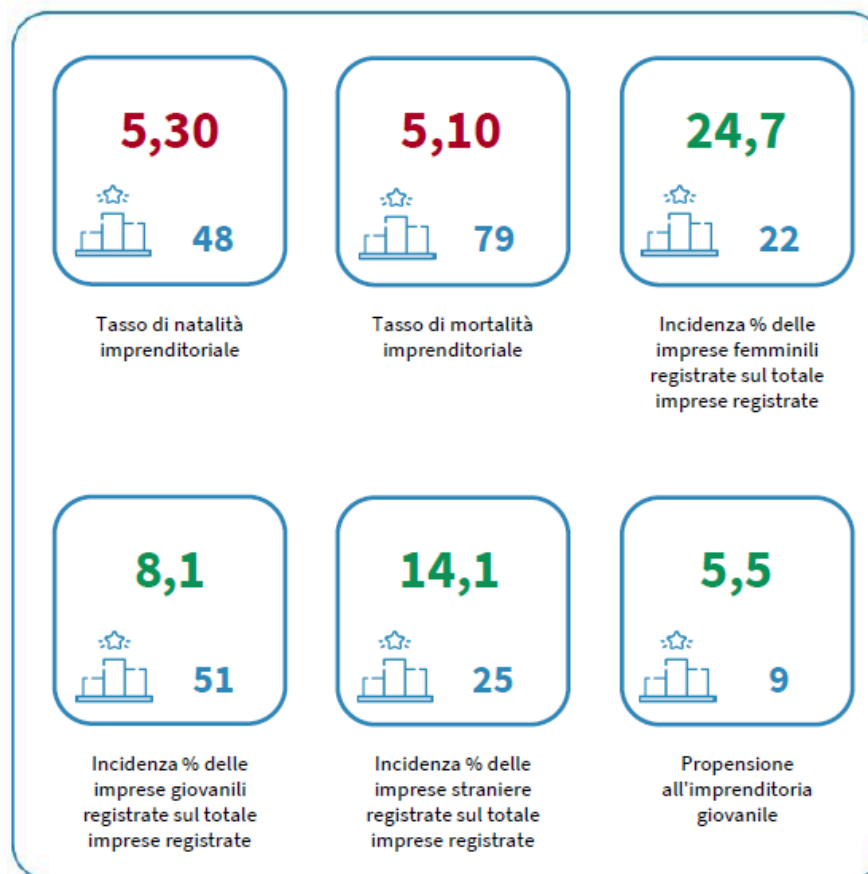 5,30
48
Tasso di natalità
imprenditoriale
5,10
79
Tasso di mortalità
imprenditoriale
24,7
22
Incidenza % delle
imprese femminili
registrate sul totale
imprese registrate
8,1
51
Incidenza % delle
imprese giovanili
registrate sul totale
imprese registrate
14,1
25
Incidenza % delle
imprese straniere
registrate sul totale
imprese registrate
5,5
9
Propensione
all'imprenditoria
giovanile